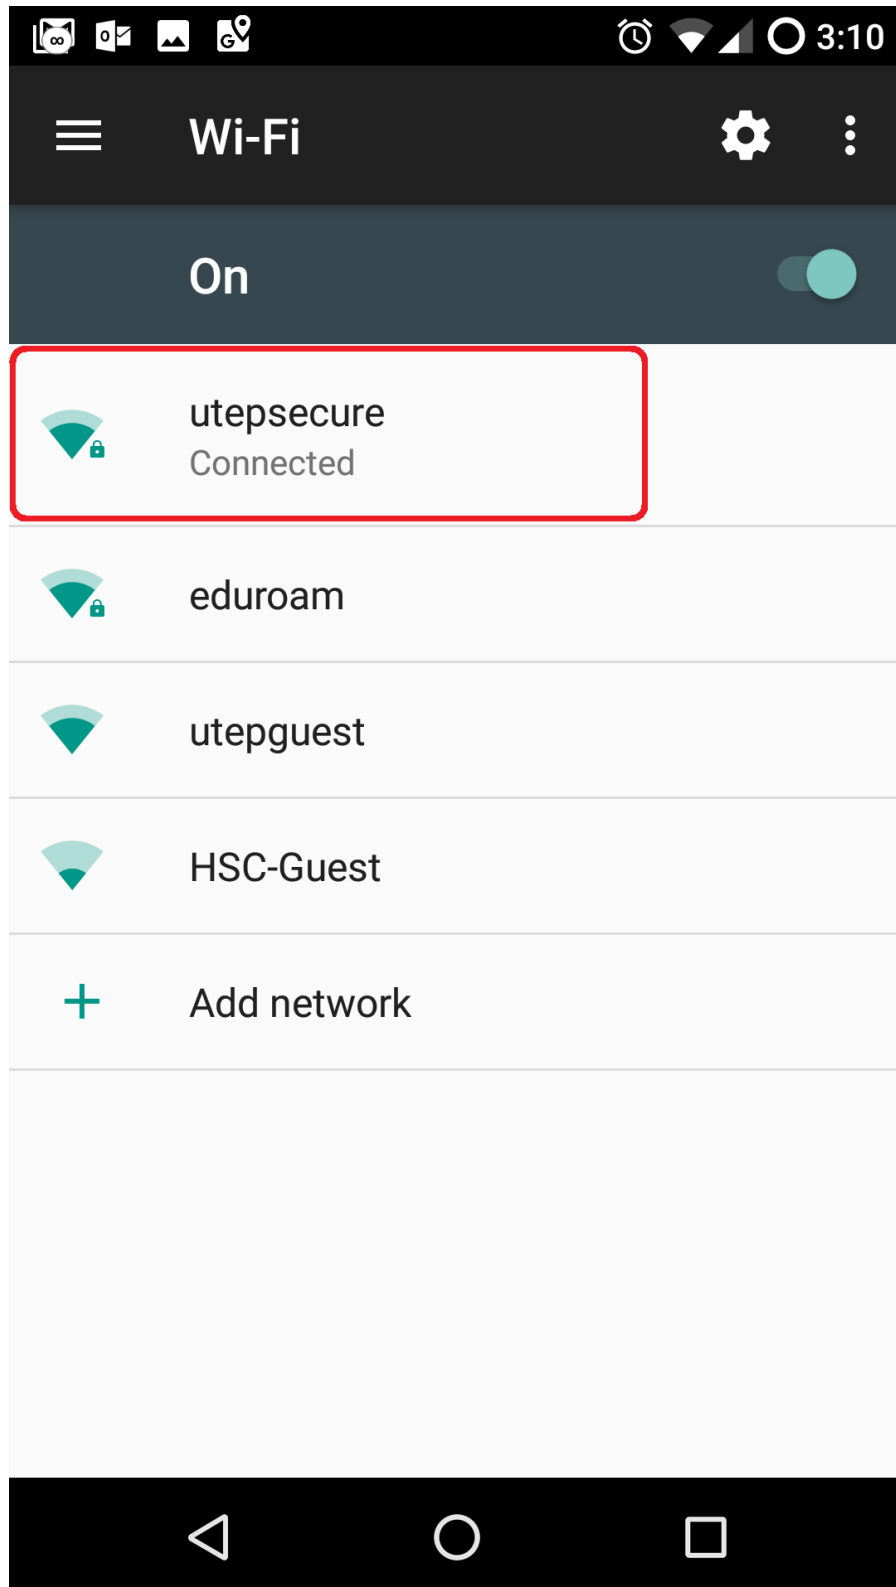 3:10
Wi-Fi
On
utepsecure
Connected
eduroam
utepguest
HSC-Guest
Add network